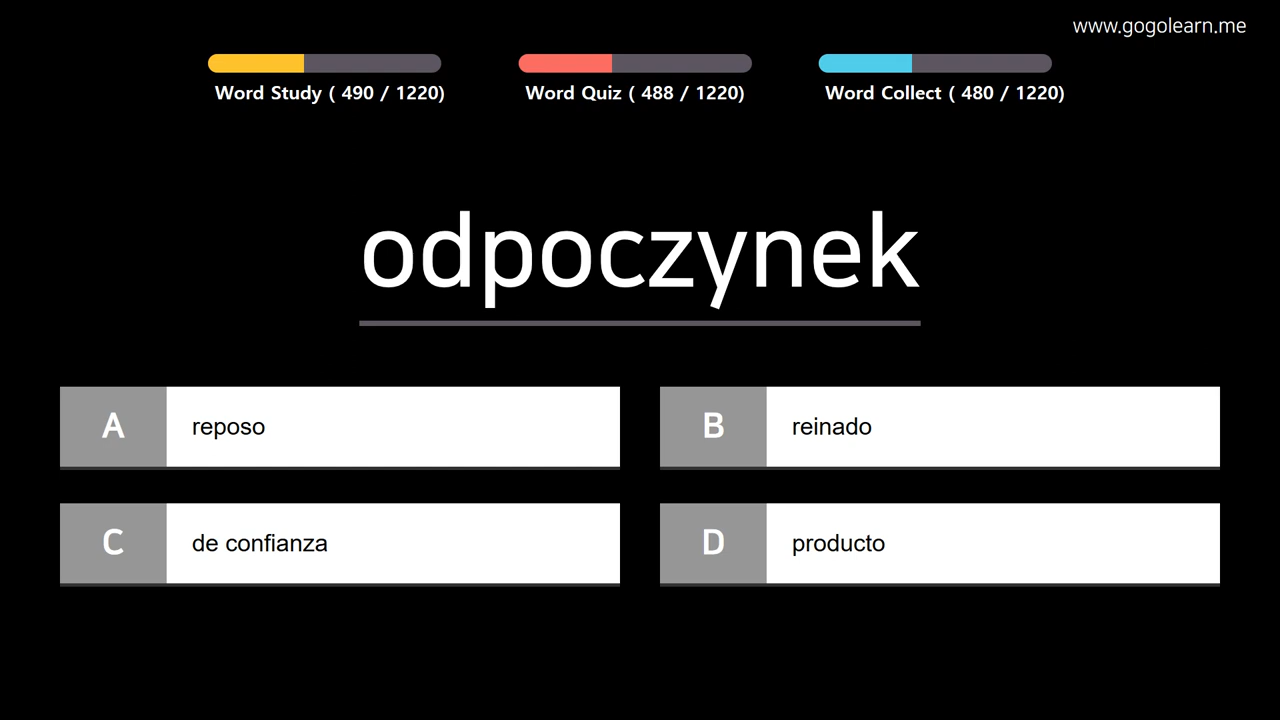 www.gogolearn.me
Word Study ( 490 / 1220)
Word Quiz ( 488 / 1220)
Word Collect ( 480 / 1220)
odpoczynek
A
reposo
B
reinado
C
de confianza
D
producto